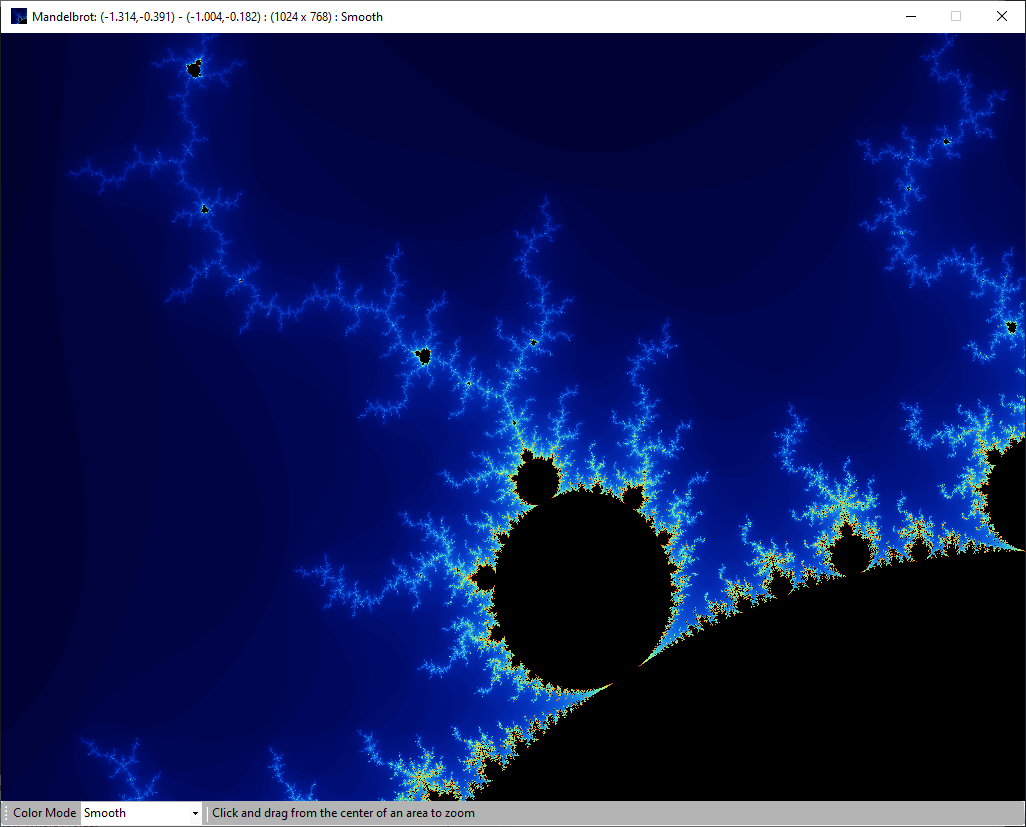 Mandelbrot: (-1.314,-0.391) - (-1.004,-0.182) : (1024 x 768) : Smooth
Color Mode Smooth Click and drag from the center of an area to zoom